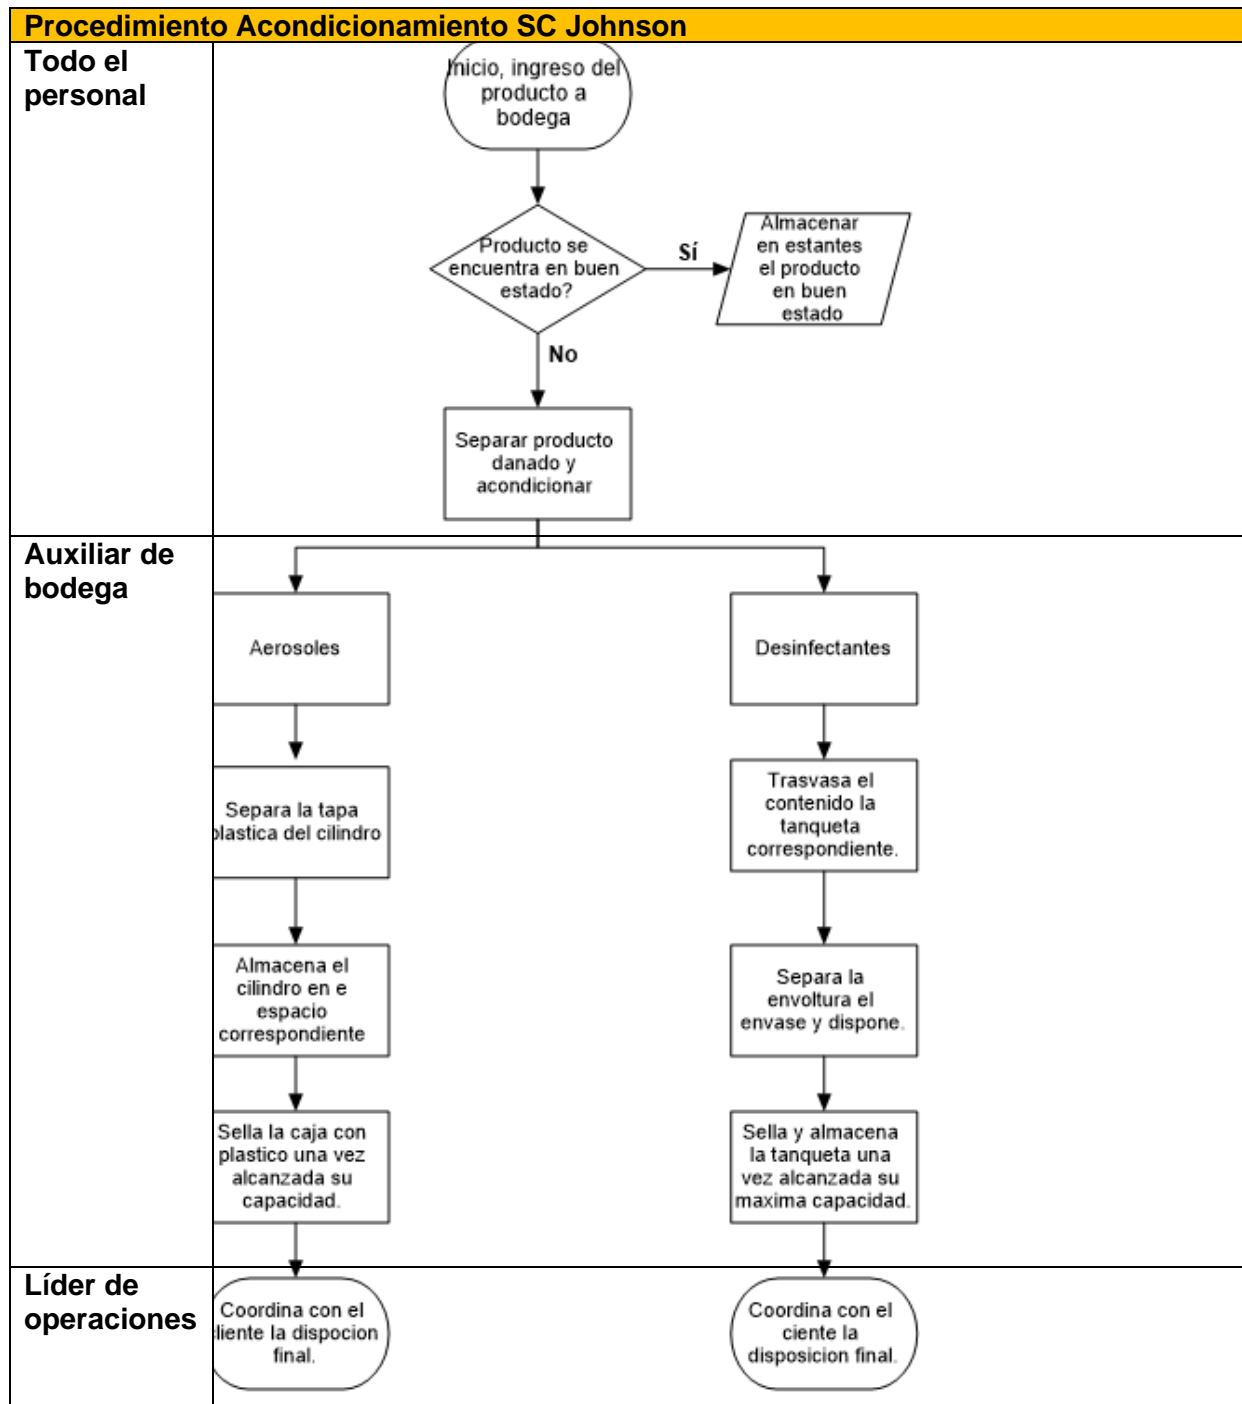 Procedimiento Acondicionamiento SC Johnson
Todo el
personal
Inicio, ingreso del
producto a
bodega
Producto se
encuentra en buen
estado?
Sí
Almacenar
en estantes
el producto
en buen
estado
No
Separar producto
danado y
acondicionar
Auxiliar de
bodega
Aerosoles
Desinfectantes
Separa la tapa
plastica del cilindro
Trasvasa el
contenido la
tanqueta
correspondiente.
Almacena el
cilindro en e
espacio
correspondiente
Separa la
envoltura el
envase y dispone.
Sella la caja con
plastico una vez
alcanzada su
capacidad.
Sella y almacena
la tanqueta una
vez alcanzada su
maxima capacidad.
Líder de
operaciones
Coordina con el
cliente la dispocion
final.
Coordina con el
ciente la
disposicion final.